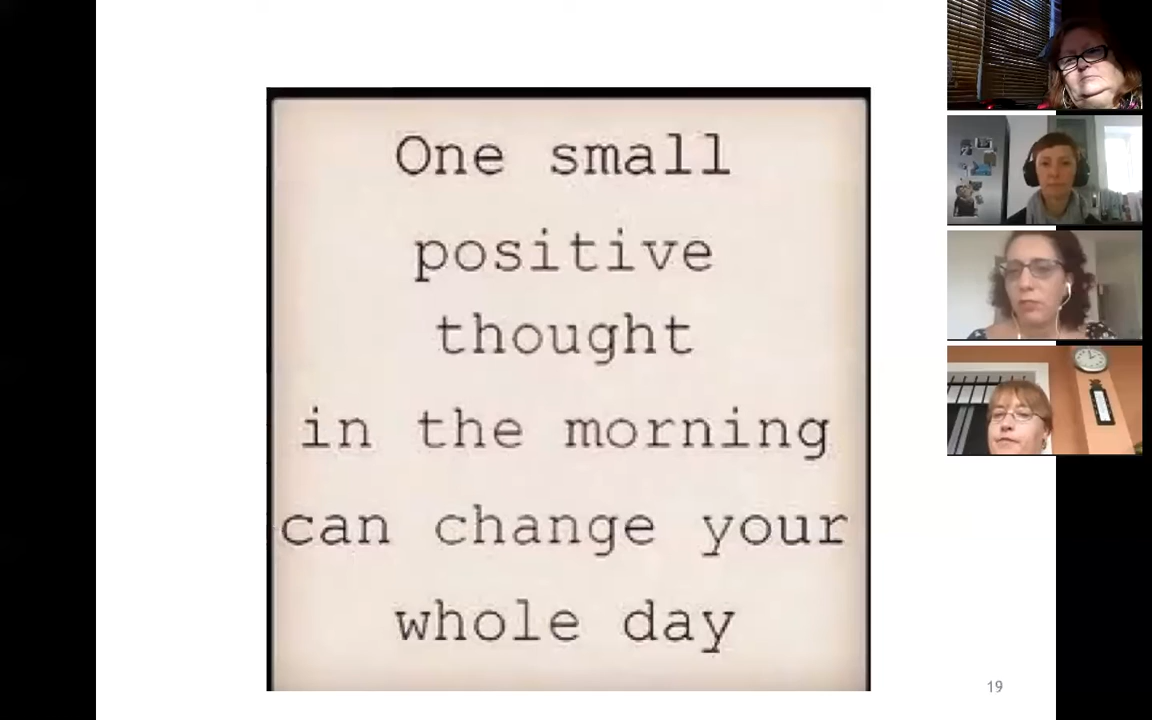 One small
positive
thought
in the morning
can change your
whole day
19